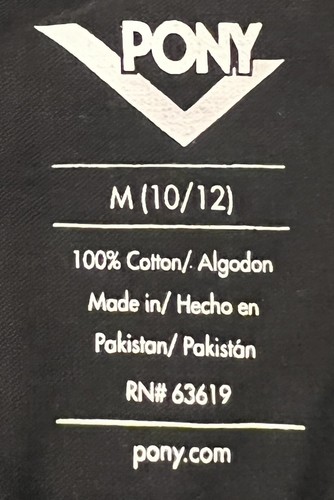 PONY
M (10/12)
100% Cotton/. Algodon
Made in/ Hecho en
Pakistan/ Pakistán
RN# 63619
pony.com